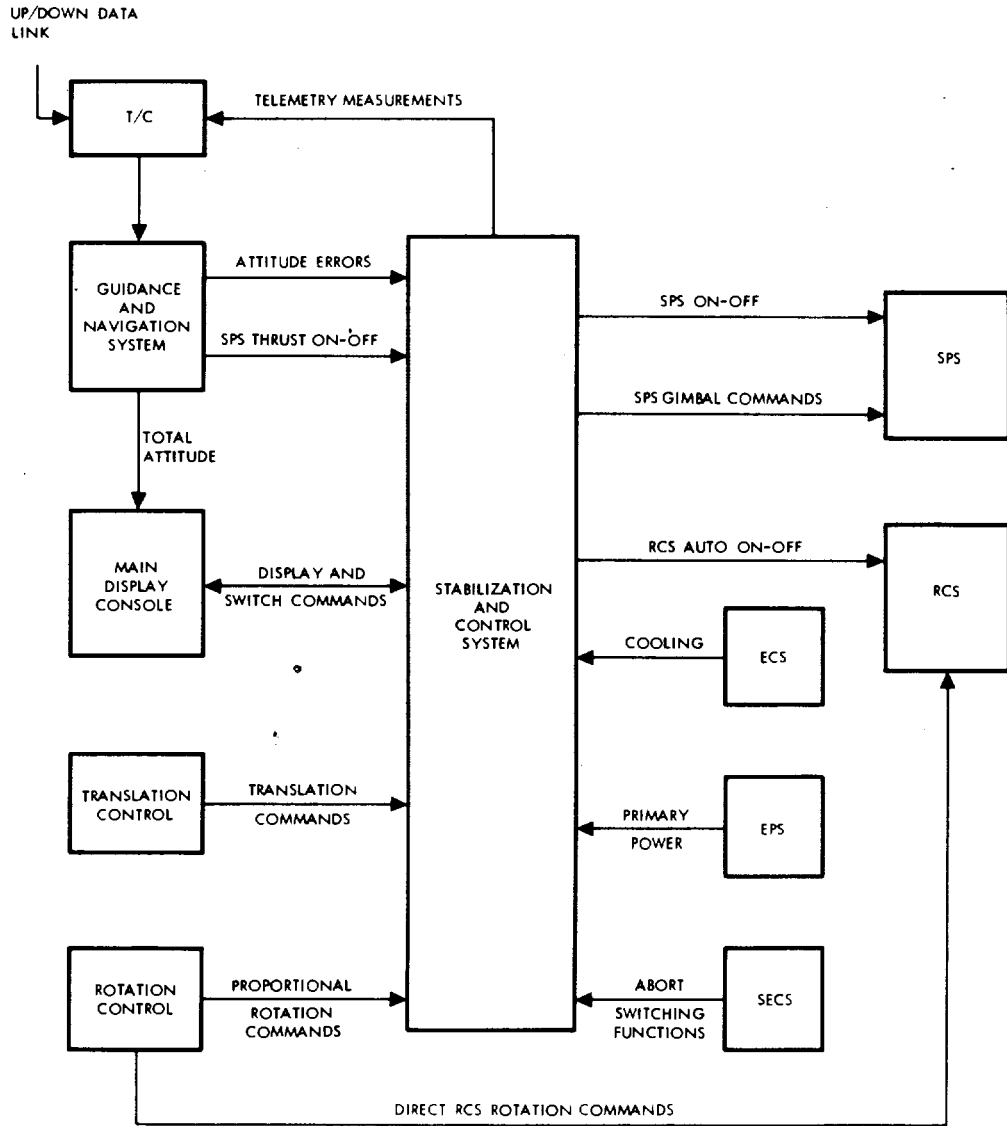 UP/DOWN DATA
LINK
T/C
TELEMETRY MEASUREMENTS
GUIDANCE
AND
NAVIGATION
SYSTEM
ATTITUDE ERRORS
SPS THRUST ON-OFF
TOTAL
ATTITUDE
MAIN
DISPLAY
CONSOLE
DISPLAY AND
SWITCH COMMANDS
TRANSLATION
CONTROL
TRANSLATION
COMMANDS
ROTATION
CONTROL
PROPORTIONAL
ROTATION
COMMANDS
STABILIZATION
AND
CONTROL
SYSTEM
SPS ON-OFF
SPS GIMBAL COMMANDS
SPS
RCS AUTO ON-OFF
RCS
COOLING
ECS
PRIMARY
POWER
EPS
ABORT
SWITCHING
FUNCTIONS
SECS
DIRECT RCS ROTATION COMMANDS